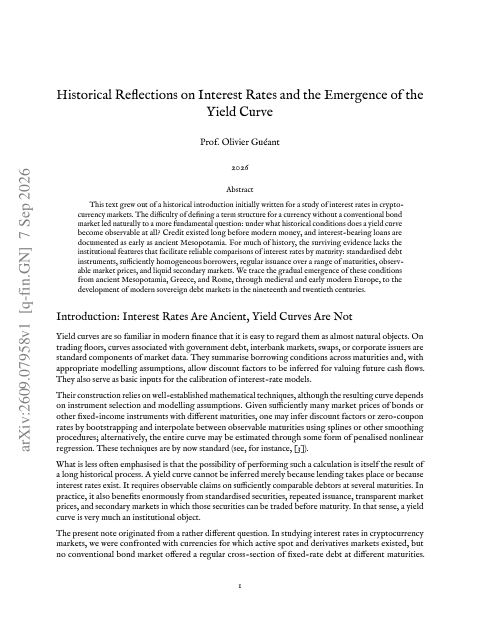 Historical Reflections on Interest Rates and the Emergence of the
Yield Curve
Prof. Olivier Guéant
2026
Abstract
This text grew out of a historical introduction initially written for a study of interest rates in crypto-
currency markets. The difficulty of defining a term structure for a currency without a conventional bond
market led naturally to a more fundamental question: under what historical conditions does a yield curve
become observable at all? Credit existed long before modern money, and interest-bearing loans are
documented as early as ancient Mesopotamia. For much of history, the surviving evidence lacks the
institutional features that facilitate reliable comparisons of interest rates by maturity: standardised debt
instruments, sufficiently homogeneous borrowers, regular issuance over a range of maturities, observ-
able market prices, and liquid secondary markets. We trace the gradual emergence of these conditions
from ancient Mesopotamia, Greece, and Rome, through medieval and early modern Europe, to the
development of modern sovereign debt markets in the nineteenth and twentieth centuries.
Introduction: Interest Rates Are Ancient, Yield Curves Are Not
Yield curves are so familiar in modern finance that it is easy to regard them as almost natural objects. On
trading floors, curves associated with government debt, interbank markets, swaps, or corporate issuers are
standard components of market data. They summarise borrowing conditions across maturities and, with
appropriate modelling assumptions, allow discount factors to be inferred for valuing future cash flows.
They also serve as basic inputs for the calibration of interest-rate models.
Their construction relies on well-established mathematical techniques, although the resulting curve depends
on instrument selection and modelling assumptions. Given sufficiently many market prices of bonds or
other fixed-income instruments with different maturities, one may infer discount factors or zero-coupon
rates by bootstrapping and interpolate between observable maturities using splines or other smoothing
procedures; alternatively, the entire curve may be estimated through some form of penalised nonlinear
regression. These techniques are by now standard (see, for instance, [3]).
What is less often emphasised is that the possibility of performing such a calculation is itself the result of
a long historical process. A yield curve cannot be inferred merely because lending takes place or because
interest rates exist. It requires observable claims on sufficiently comparable debtors at several maturities. In
practice, it also benefits enormously from standardised securities, repeated issuance, transparent market
prices, and secondary markets in which those securities can be traded before maturity. In that sense, a yield
curve is very much an institutional object.
The present note originated from a rather different question. In studying interest rates in cryptocurrency
markets, we were confronted with currencies for which active spot and derivatives markets existed, but
no conventional bond market offered a regular cross-section of fixed-rate debt at different maturities.
1
arXiv:2609.07958v1 [q-fin.GN] 7 Sep 2026